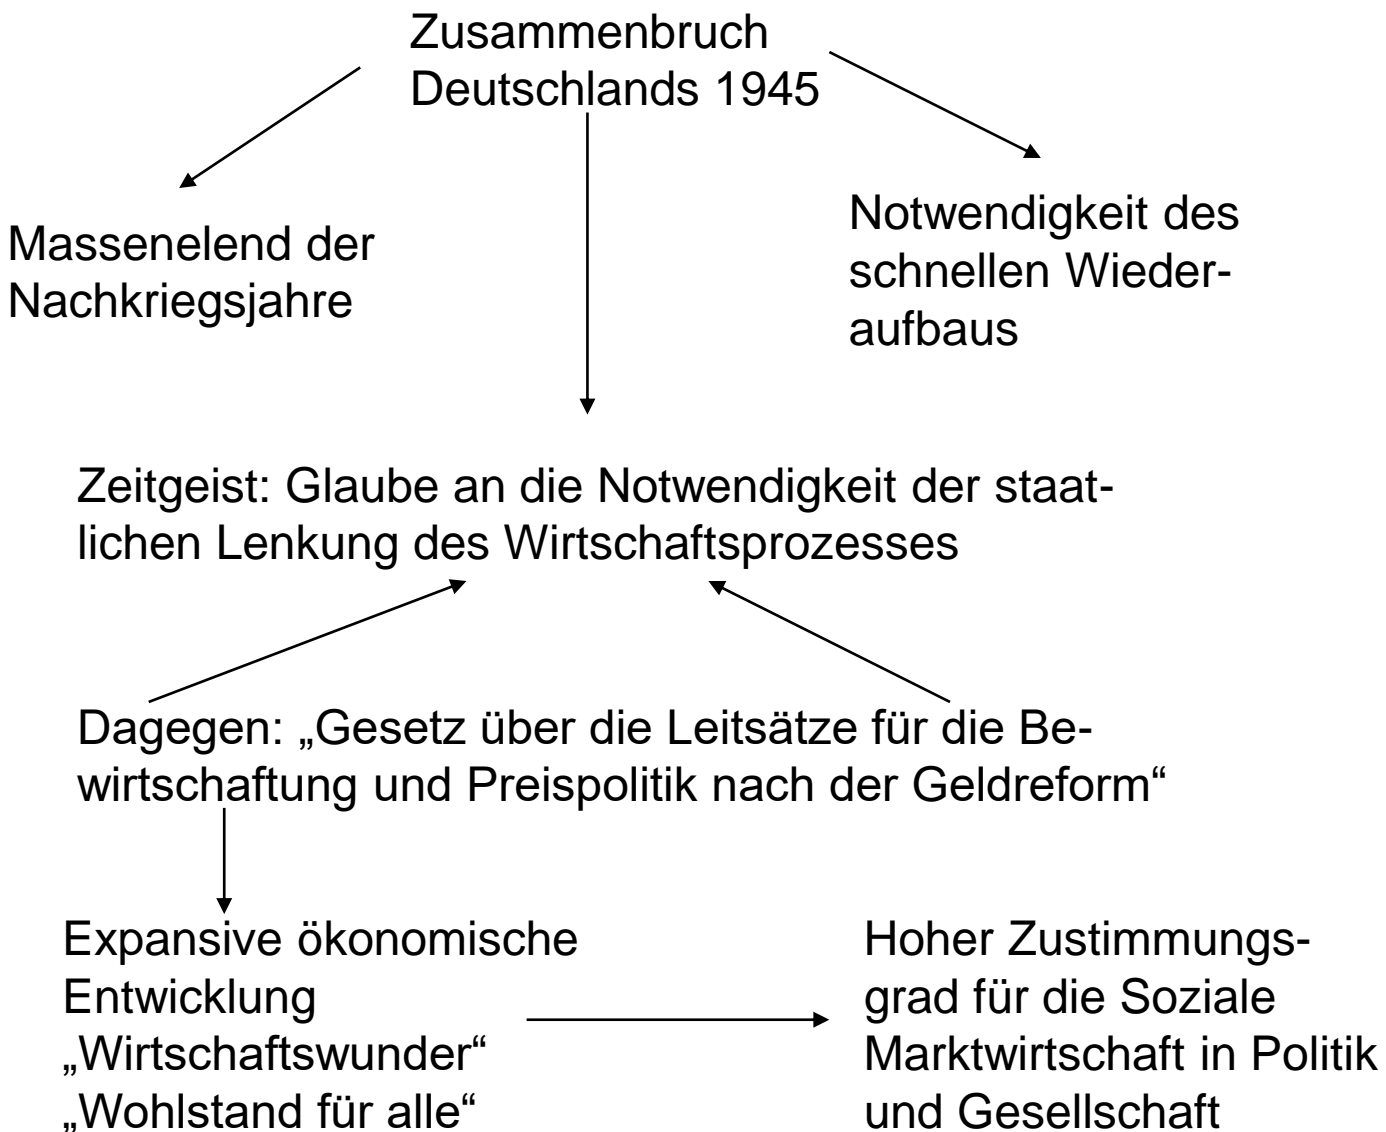 Zusammenbruch
Deutschlands 1945
Massenelend der
Nachkriegsjahre
Notwendigkeit des
schnellen Wieder-
aufbaus
Zeitgeist: Glaube an die Notwendigkeit der staat-
lichen Lenkung des Wirtschaftsprozesses
Dagegen: „Gesetz über die Leitsätze für die Be-
wirtschaftung und Preispolitik nach der Geldreform“
Expansive ökonomische
Entwicklung
„Wirtschaftswunder“
„Wohlstand für alle“
Hoher Zustimmungs-
grad für die Soziale
Marktwirtschaft in Politik
und Gesellschaft